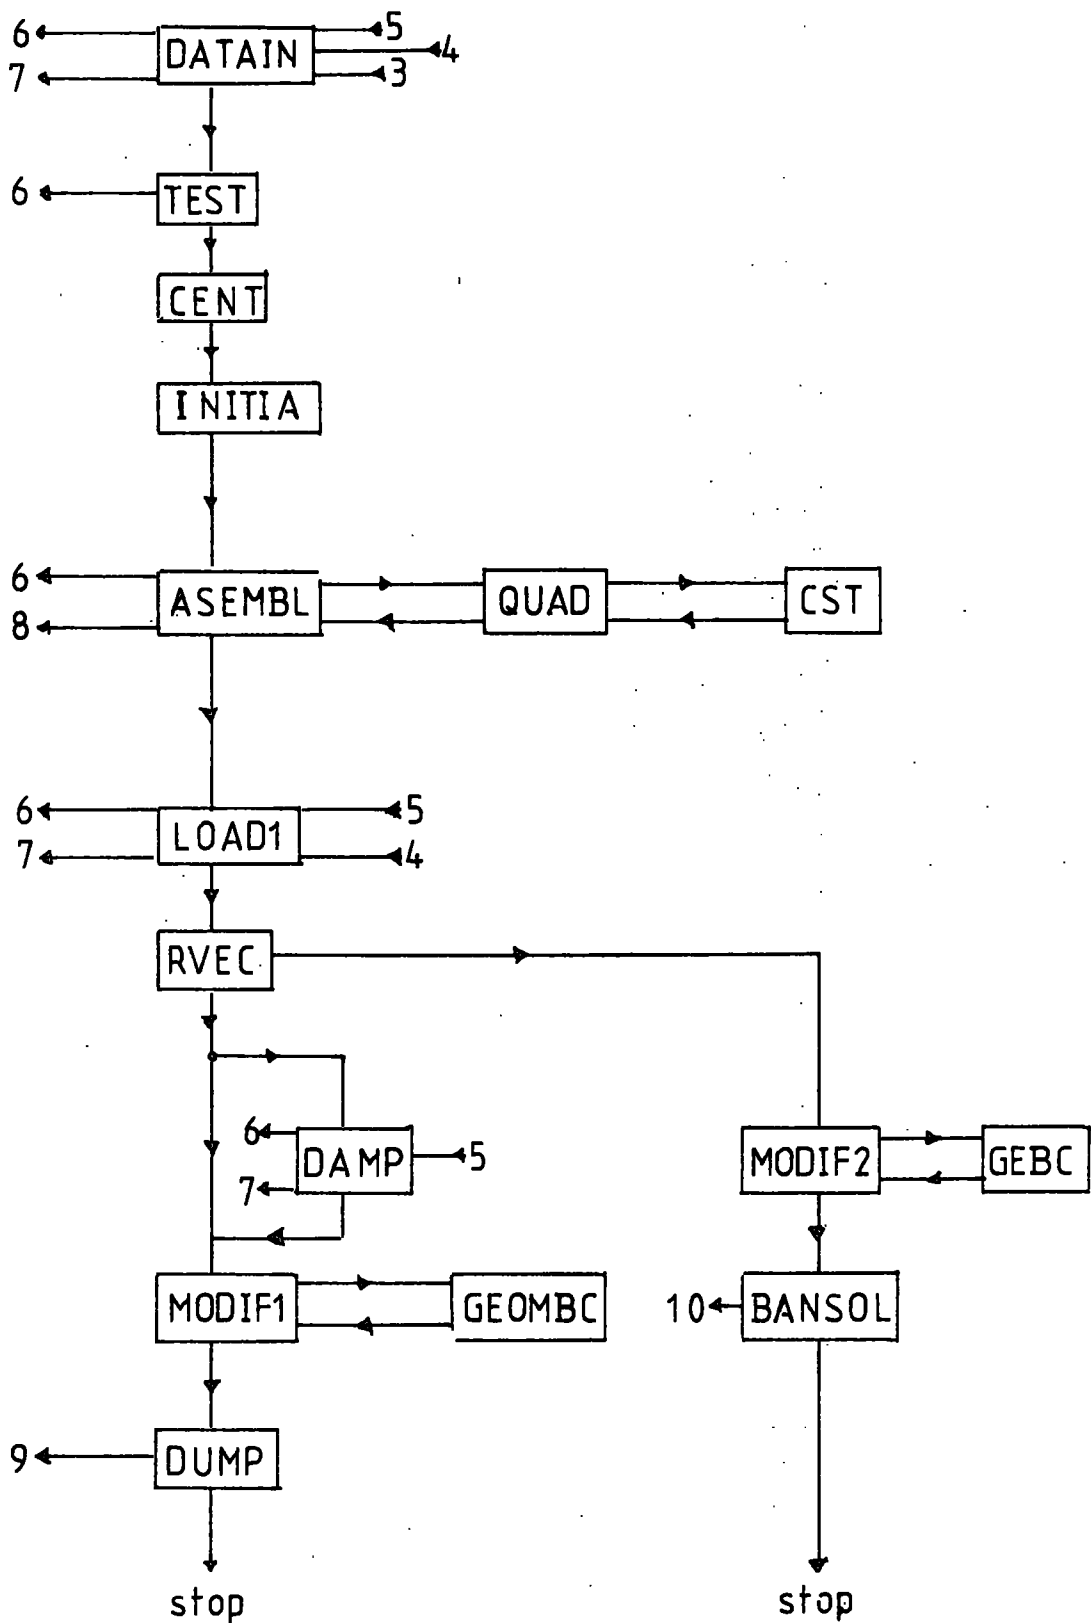 6
5
DATAIN
4
7
3
6
TEST
CENT
INITIA
6
ASEMBL
QUAD
CST
8
6
5
LOAD1
7
4
RVEC
6
DAMP
5
7
MODIF2
GEBC
MODIF1
GEOMBC
10
BANSOL
9
DUMP
stop
stop